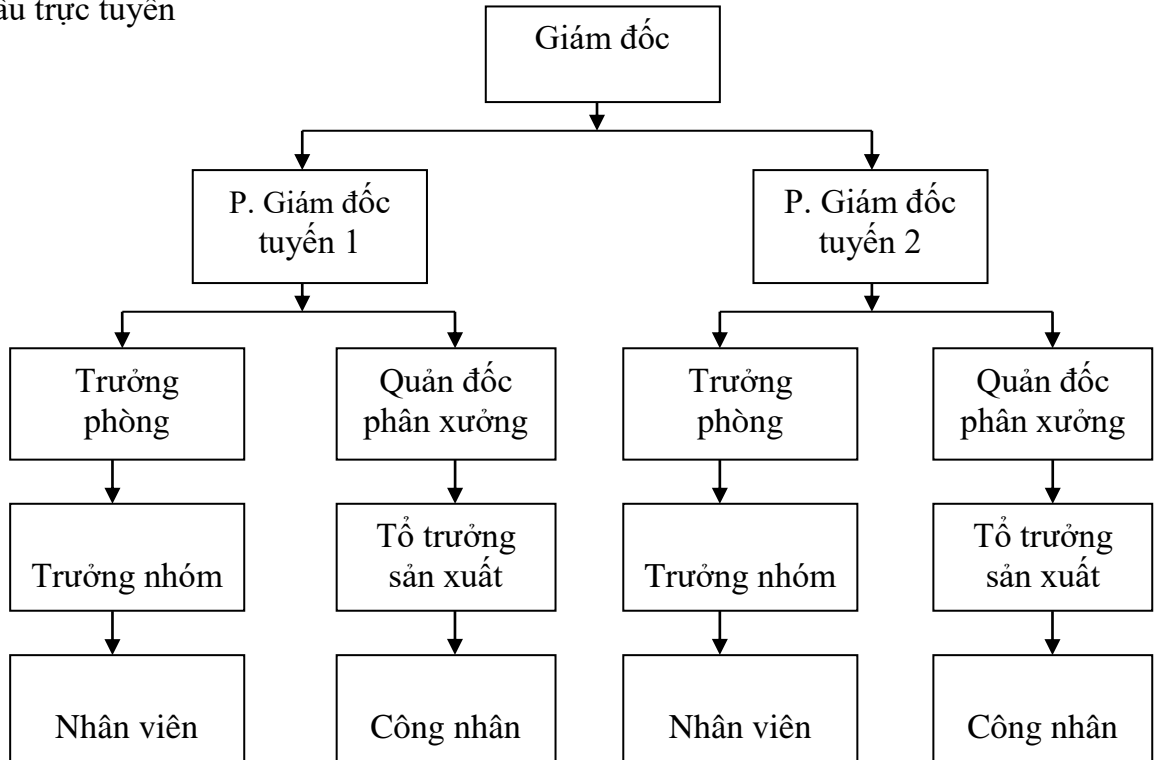 trực tuyến
Giám đốc
P. Giám đốc
tuyến 1
P. Giám đốc
tuyến 2
Trưởng
phòng
Quản đốc
phân xưởng
Trưởng
phòng
Quản đốc
phân xưởng
Trưởng nhóm
Tổ trưởng
sản xuất
Trưởng nhóm
Tổ trưởng
sản xuất
Nhân viên
Công nhân
Nhân viên
Công nhân